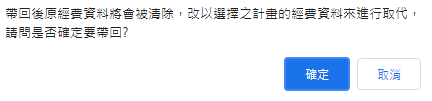 帶回後原經費資料將會被清除，改以選擇之計畫的經費資料來進行取代，
請問是否確定要帶回?
確定
取消